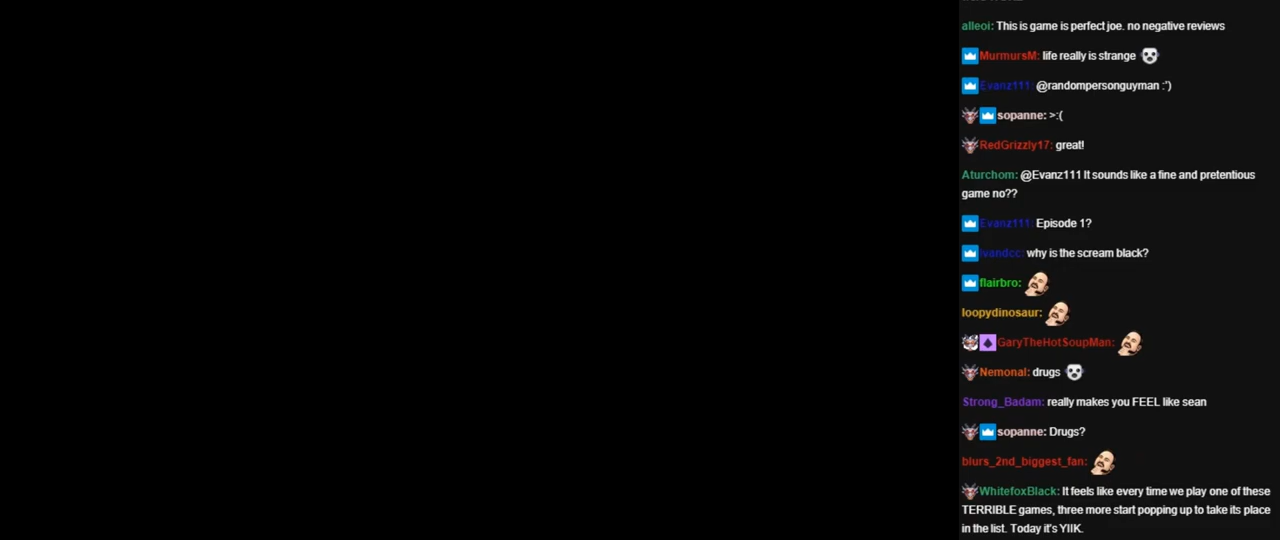 alleoi: This is game is perfect joe. no negative reviews
MurmursM: life really is strange
Evanz111: @randompersonguyman :')
sopanne: >:(
RedGrizzly17: great!
Aturchom: @Evanz111 It sounds like a fine and pretentious
game no??
Evanz111: Episode 1?
ivandcc: why is the scream black?
flairbro:
loopydinosaur:
GaryTheHotSoupMan:
Nemonal: drugs
Strong_Badam: really makes you FEEL like sean
sopanne: Drugs?
blurs_2nd_biggest_fan:
WhitefoxBlack: It feels like every time we play one of these
TERRIBLE games, three more start popping up to take its place
in the list. Today it's YIIK.